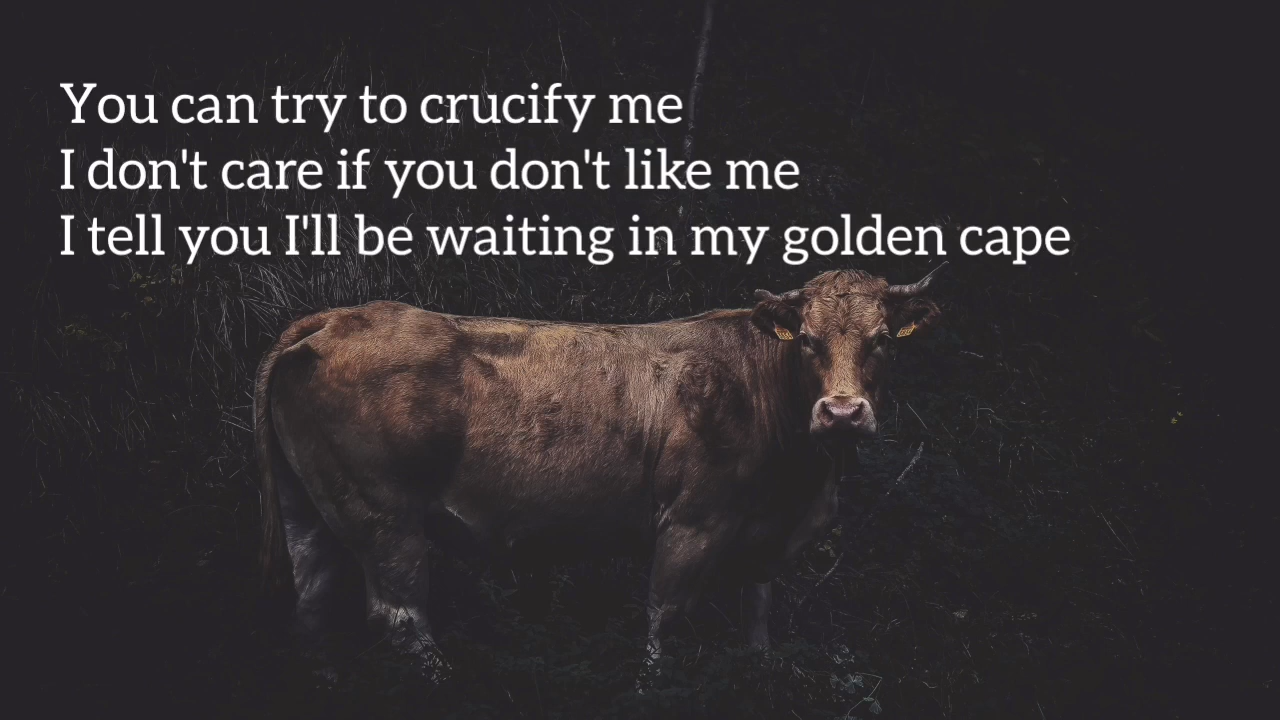 You can try to crucify me
I don't care if you don't like me
I tell you I'll be waiting in my golden cape